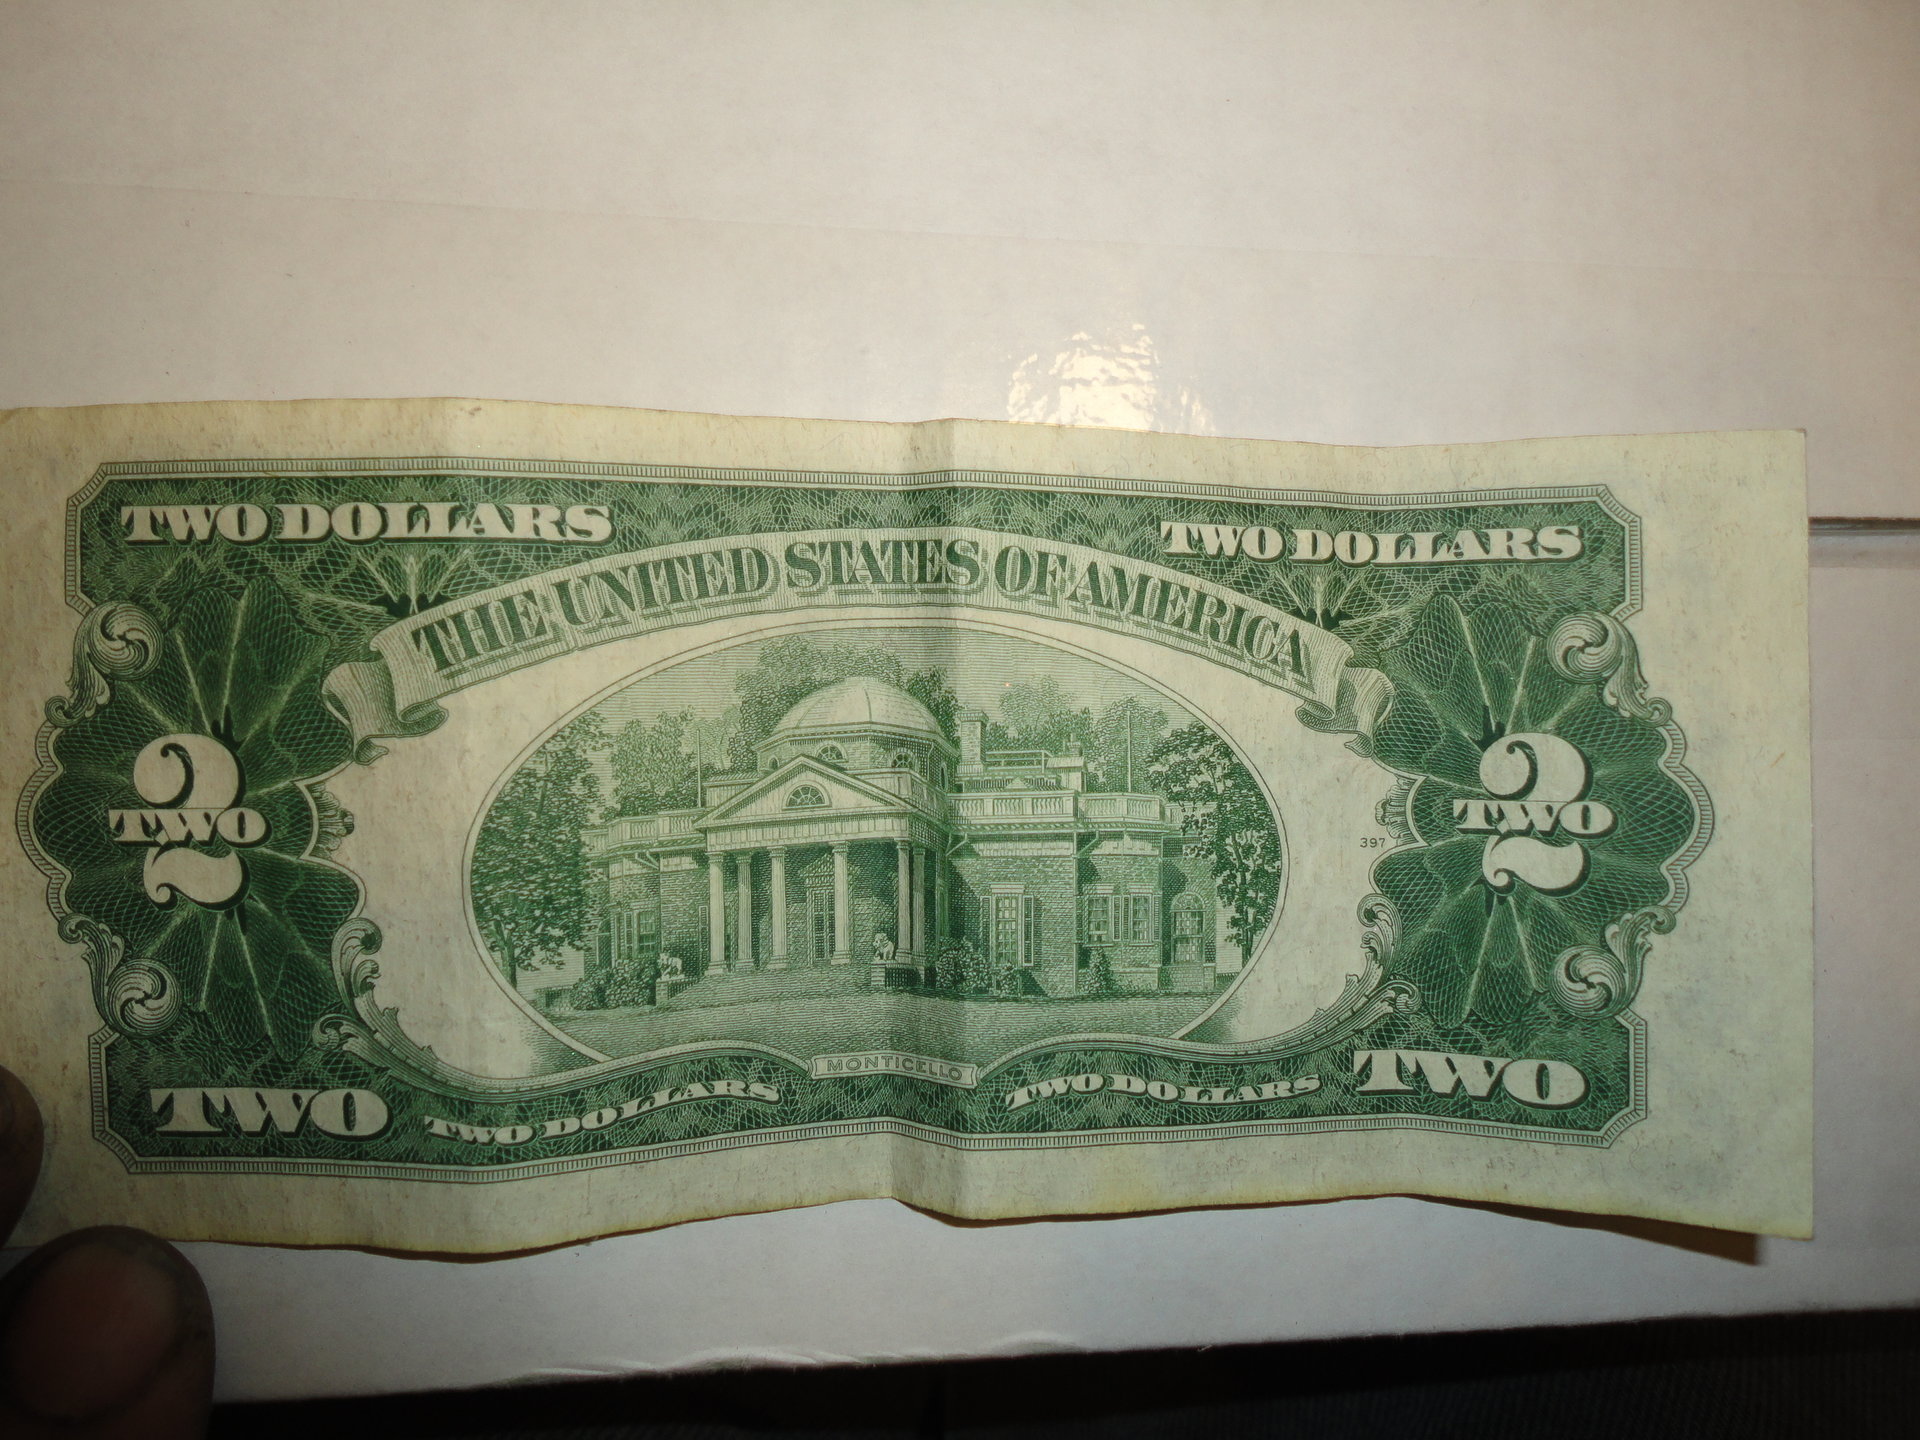 TWO DOLLARS
TWO DOLLARS
THE UNITED STATES OF AMERICA
2
TWO
2
TWO
397
MONTICELLO
TWO
TWO DOLLARS
TWO DOLLARS
TWO